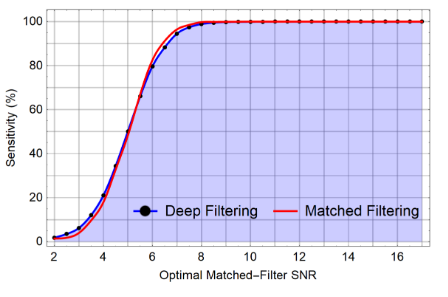 100
80
60
40
20
0
Sensitivity (%)
Deep Filtering
Matched Filtering
2 4 6 8 10 12 14 16
Optimal Matched-Filter SNR